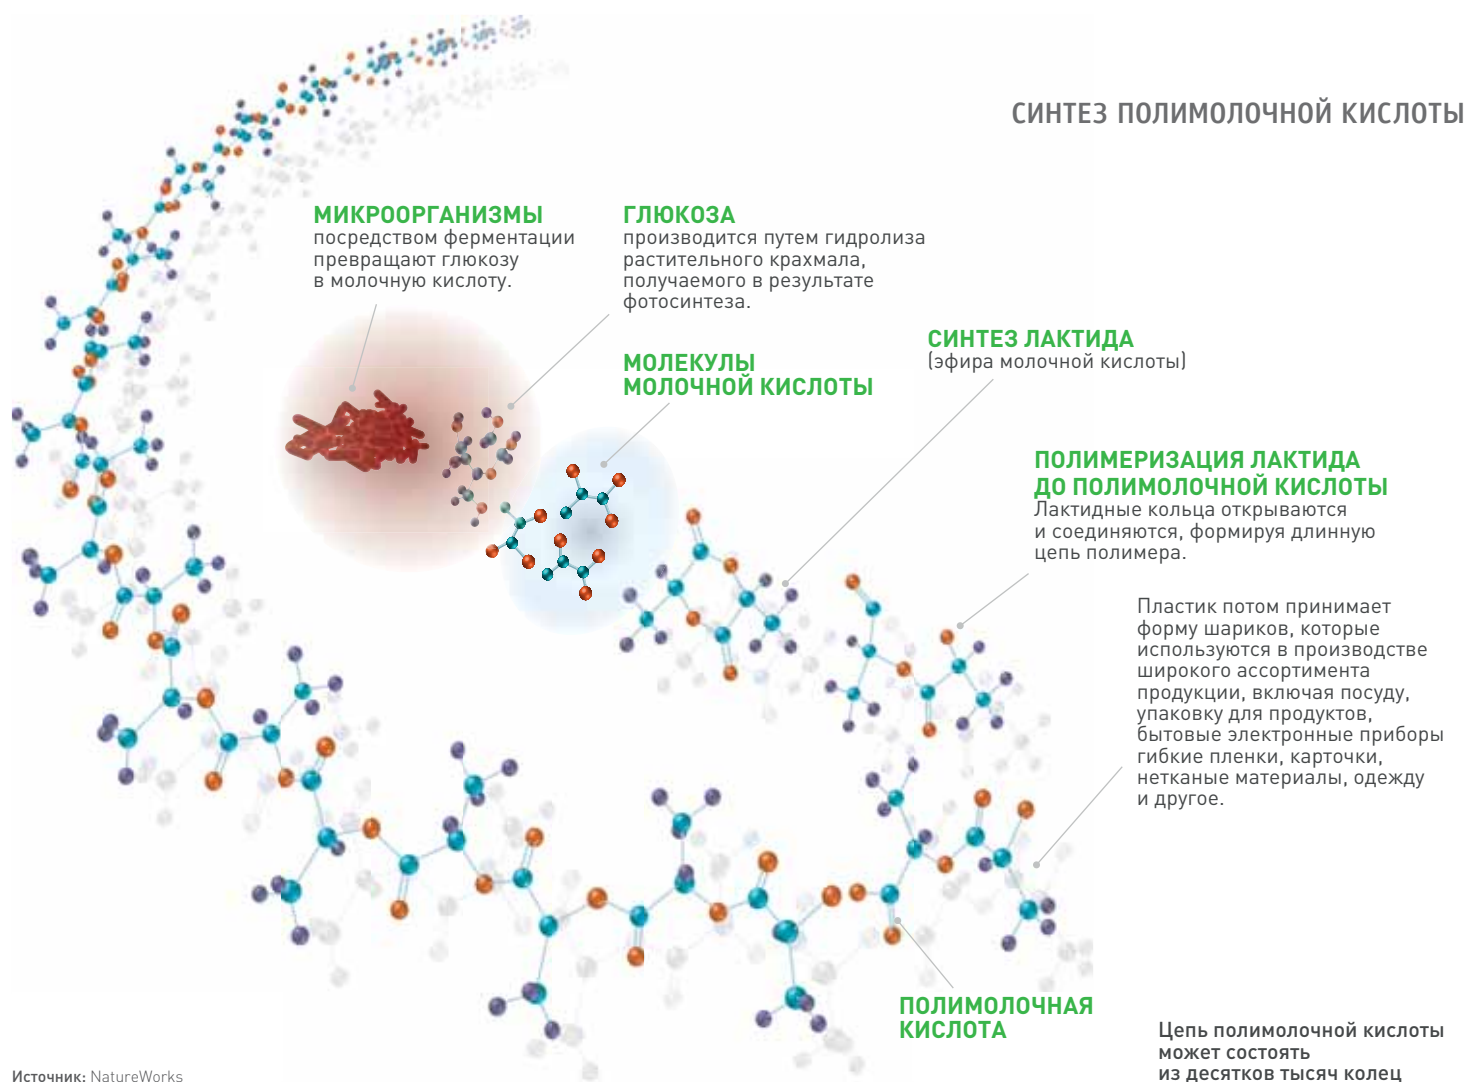 СИНТЕЗ ПОЛИМОЛОЧНОЙ КИСЛОТЫ
МИКРООРГАНИЗМЫ
посредством ферментации
превращают глюкозу
в молочную кислоту.
ГЛЮКОЗА
производится путем гидролиза
растительного крахмала,
получаемого в результате
фотосинтеза.
МОЛЕКУЛЫ
МОЛОЧНОЙ КИСЛОТЫ
СИНТЕЗ ЛАКТИДА
(эфира молочной кислоты)
ПОЛИМЕРИЗАЦИЯ ЛАКТИДА
ДО ПОЛИМОЛОЧНОЙ КИСЛОТЫ
Лактидные кольца открываются
и соединяются, формируя длинную
цепь полимера.
Пластик потом принимает
форму шариков, которые
используются в производстве
широкого ассортимента
продукции, включая посуду,
упаковку для продуктов,
бытовые электронные приборы
гибкие пленки, карточки,
нетканые материалы, одежду
и другое.
ПОЛИМОЛОЧНАЯ
КИСЛОТА
Цепь полимолочной кислоты
может состоять
из десятков тысяч колец
Источник: NatureWorks